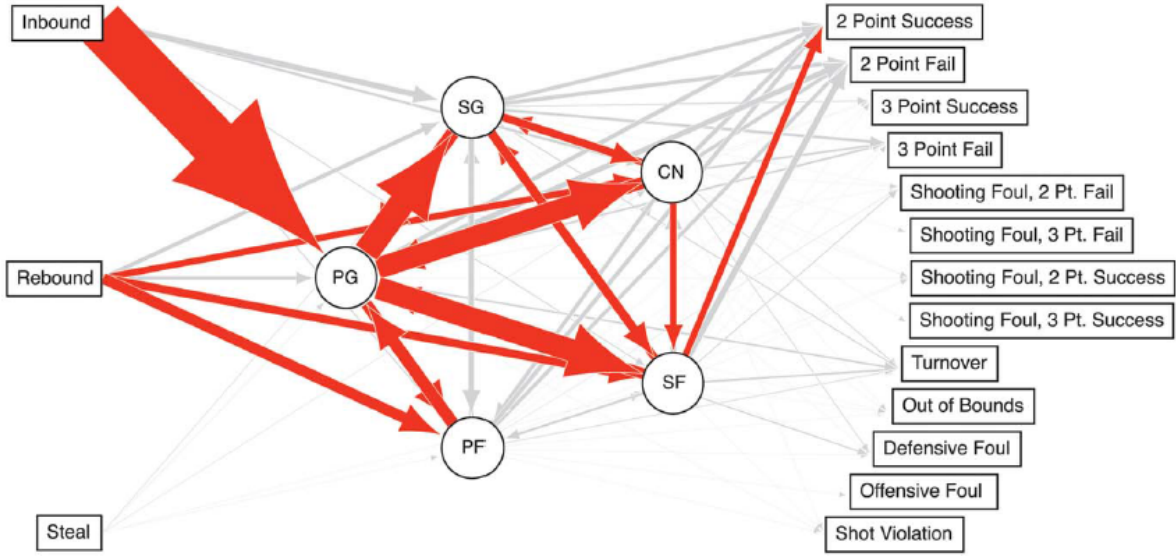 Inbound
Rebound
Steal
SG
CN
PG
SF
PF
2 Point Success
2 Point Fail
3 Point Success
3 Point Fail
Shooting Foul, 2 Pt. Fail
Shooting Foul, 3 Pt. Fail
Shooting Foul, 2 Pt. Success
Shooting Foul, 3 Pt. Success
Turnover
Out of Bounds
Defensive Foul
Offensive Foul
Shot Violation